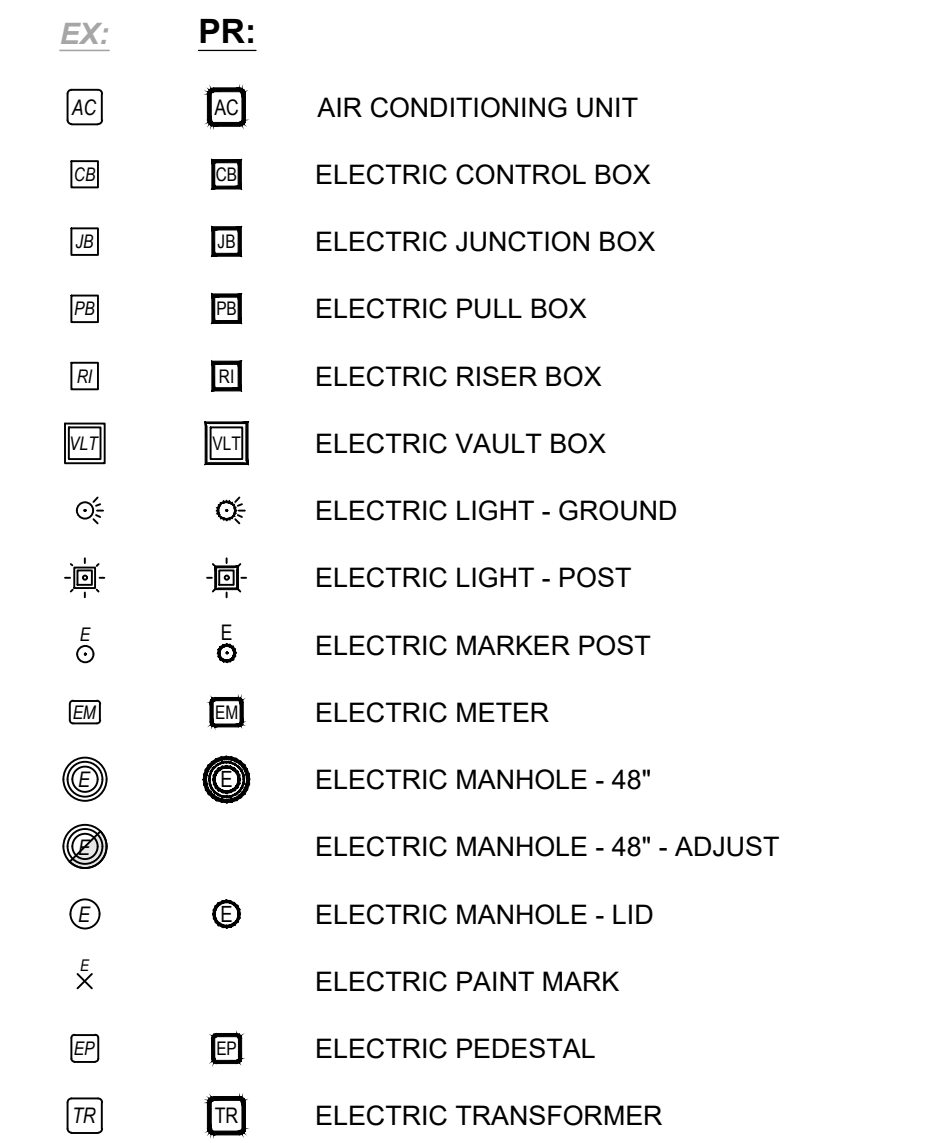 EX: PR:
AC AC AIR CONDITIONING UNIT
CB CB ELECTRIC CONTROL BOX
JB JB ELECTRIC JUNCTION BOX
PB PB ELECTRIC PULL BOX
RI RI ELECTRIC RISER BOX
VLT VLT ELECTRIC VAULT BOX
ELECTRIC LIGHT - GROUND
ELECTRIC LIGHT - POST
E E ELECTRIC MARKER POST
EM EM ELECTRIC METER
E E ELECTRIC MANHOLE - 48"
E ELECTRIC MANHOLE - 48" - ADJUST
E E ELECTRIC MANHOLE - LID
E ELECTRIC PAINT MARK
EP EP ELECTRIC PEDESTAL
TR TR ELECTRIC TRANSFORMER